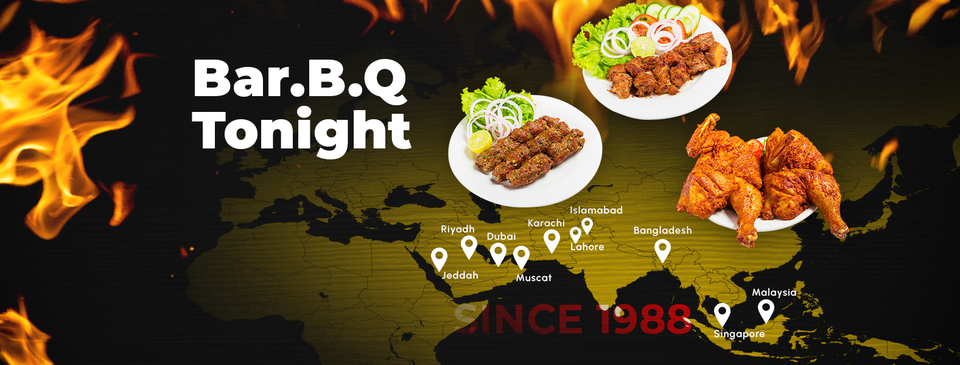 Bar.B.Q
Tonight
Islamabad
Karachi
Riyadh
Dubai
Lahore
Bangladesh
Jeddah
Muscat
Malaysia
SINCE 1988
Singapore